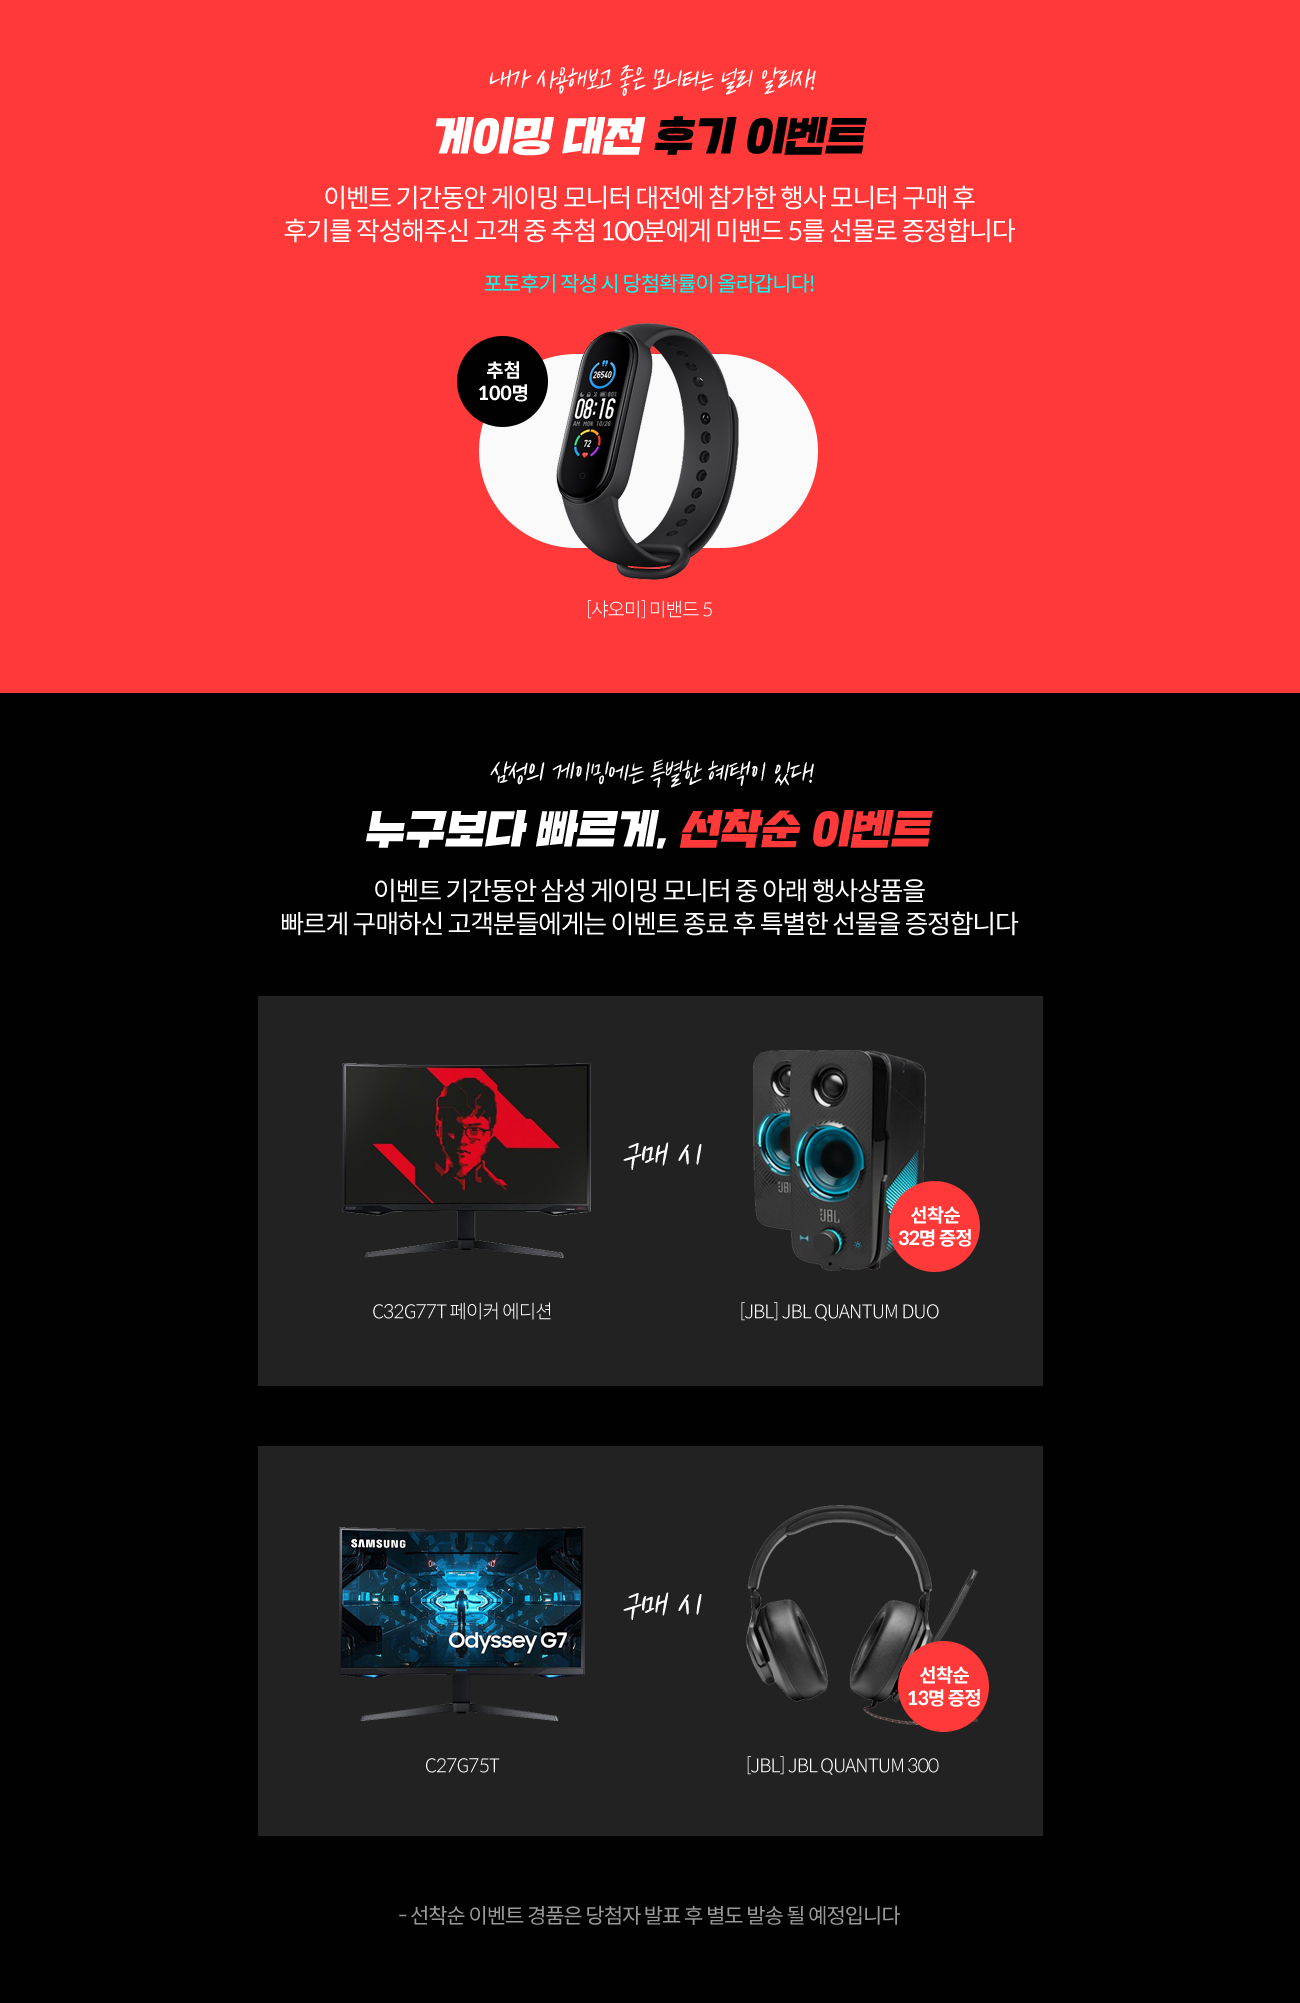 내가 사용해보고 좋은 모니터는 널리 알리자!
게이밍 대전 후기 이벤트
이벤트 기간동안 게이밍 모니터 대전에 참가한 행사 모니터 구매 후
후기를 작성해주신 고객 중 추첨 100분에게 미밴드 5를 선물로 증정합니다
포토후기 작성 시 당첨확률이 올라갑니다!
추첨
100명
26540
08:16
AM MON 10/26
72
[샤오미] 미밴드 5
삼성의 게이밍에는 특별한 혜택이 있다!
누구보다 빠르게, 선착순 이벤트
이벤트 기간동안 삼성 게이밍 모니터 중 아래 행사상품을
빠르게 구매하신 고객분들에게는 이벤트 종료 후 특별한 선물을 증정합니다
구매 시
JBL
JBL
선착순
32명 증정
C32G77T 페이커 에디션
[JBL] JBL QUANTUM DUO
SAMSUNG
Odyssey G7
구매 시
선착순
13명 증정
C27G75T
[JBL] JBL QUANTUM 300
- 선착순 이벤트 경품은 당첨자 발표 후 별도 발송 될 예정입니다